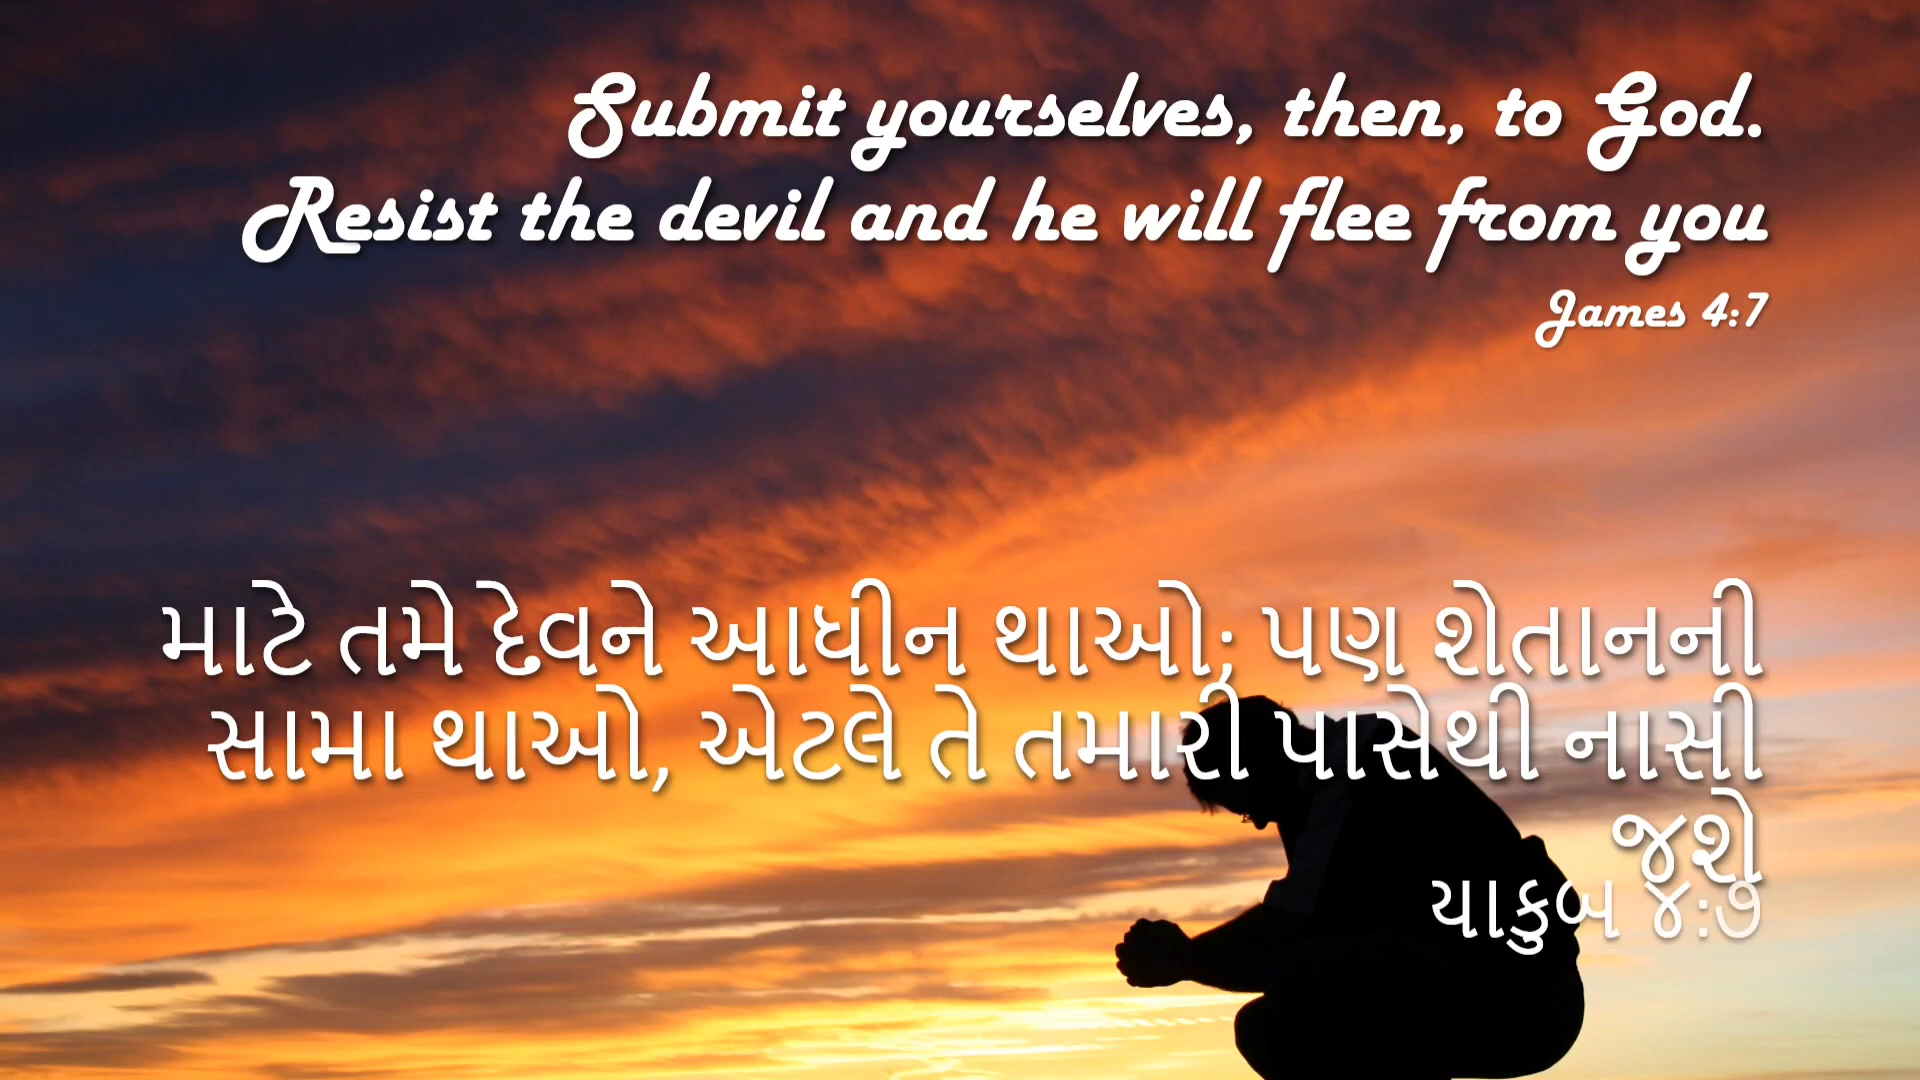 Submit yourselves, then, to God.
Resist the devil and he will flee from you
James 4:7
માટે તમે દેવને આધીન થાઓ; પણ શેતાનની
સામા થાઓ, એટલે તે તમારી પાસેથી નાસી
જશે
યાકુબ ૪:૭